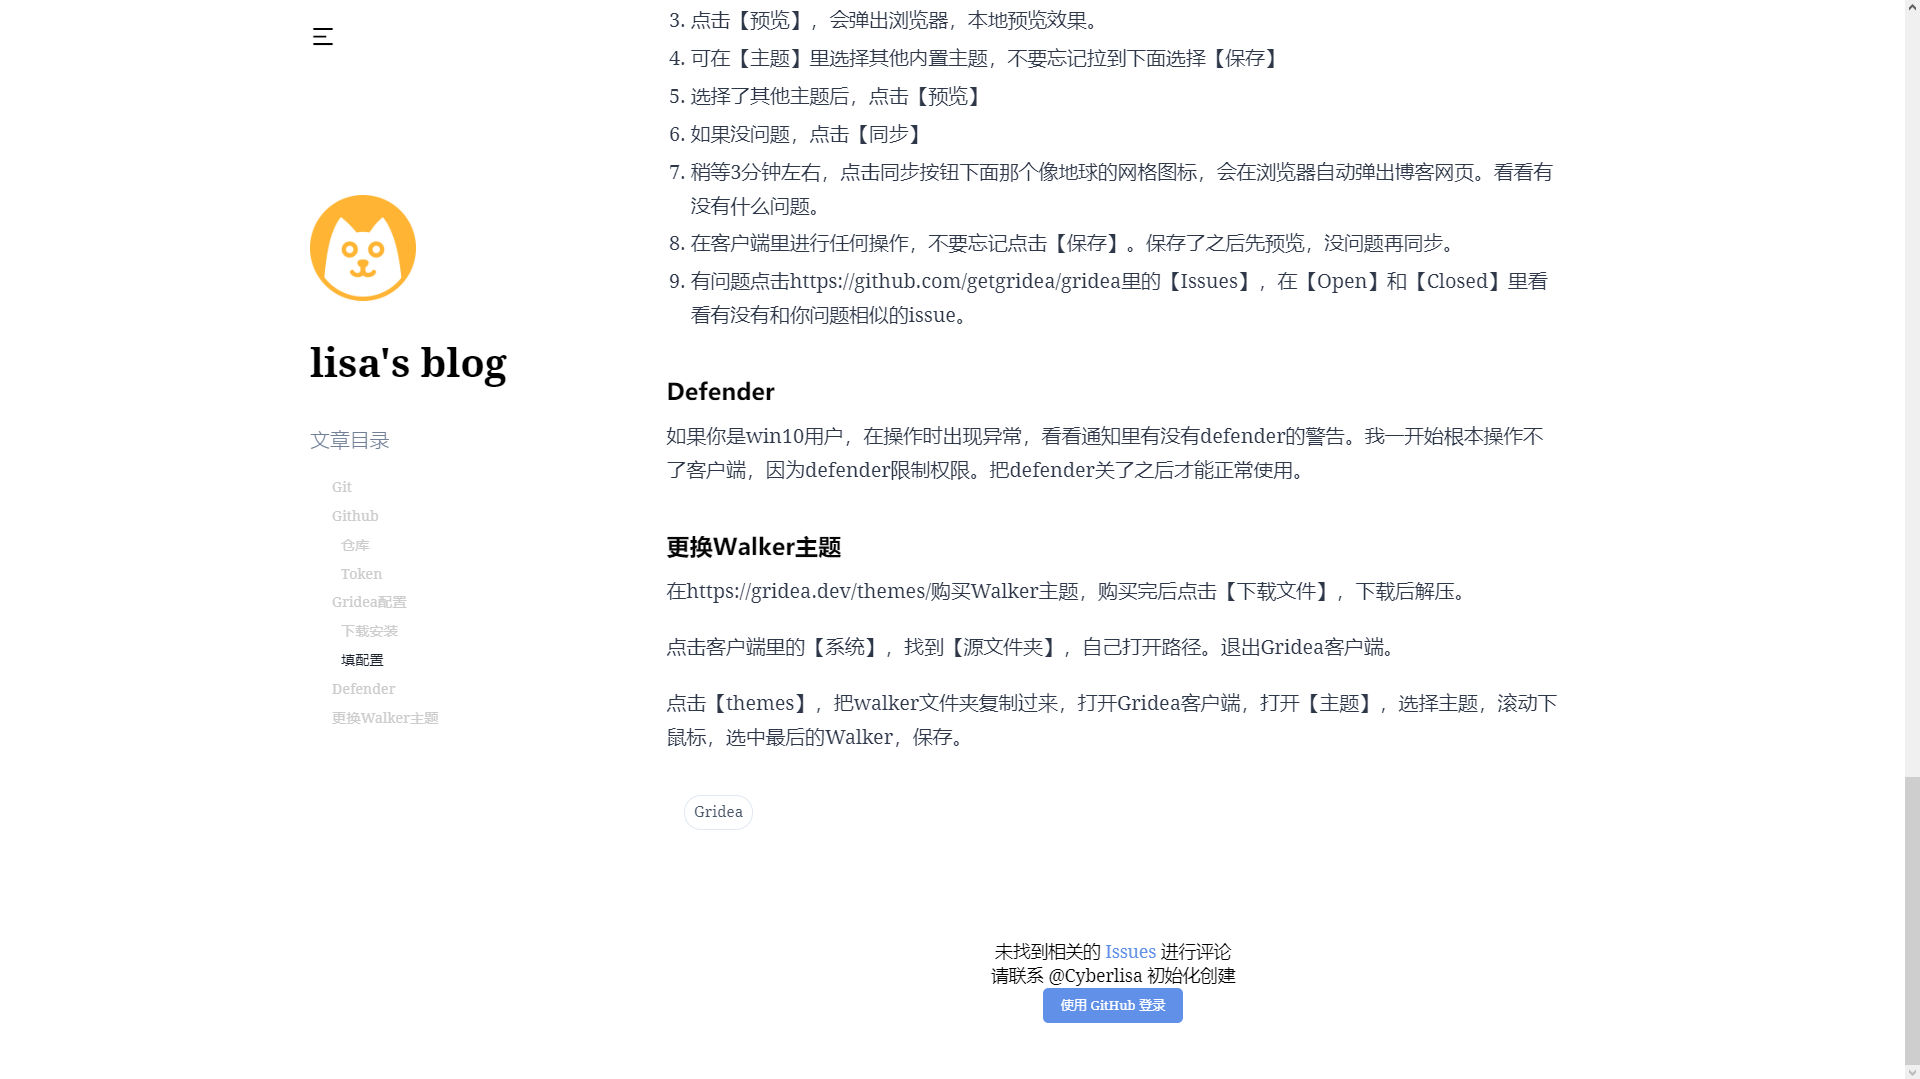 lisa's blog
文章目录
Git
Github
仓库
Token
Gridea配置
下载安装
填配置
Defender
更换Walker主题
3. 点击【预览】，会弹出浏览器，本地预览效果。
4. 可在【主题】里选择其他内置主题，不要忘记拉到下面选择【保存】
5. 选择了其他主题后，点击【预览】
6. 如果没问题，点击【同步】
7. 稍等3分钟左右，点击同步按钮下面那个像地球的网格图标，会在浏览器自动弹出博客网页。看看有
没有什么问题。
8. 在客户端里进行任何操作，不要忘记点击【保存】。保存了之后先预览，没问题再同步。
9. 有问题点击https://github.com/getgridea/gridea里的【Issues】，在【Open】和【Closed】里看
看有没有和你问题相似的issue。
Defender
如果你是win10用户，在操作时出现异常，看看通知里有没有defender的警告。我一开始根本操作不
了客户端，因为defender限制权限。把defender关了之后才能正常使用。
更换Walker主题
在https://gridea.dev/themes/购买Walker主题，购买完后点击【下载文件】，下载后解压。
点击客户端里的【系统】，找到【源文件夹】，自己打开路径。退出Gridea客户端。
点击【themes】，把walker文件夹复制过来，打开Gridea客户端，打开【主题】，选择主题，滚动下
鼠标，选中最后的Walker，保存。
Gridea
未找到相关的 Issues 进行评论
请联系 @Cyberlisa 初始化创建
使用 GitHub 登录